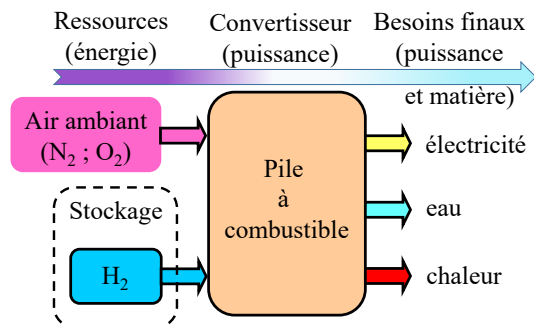 Ressources
(énergie)
Convertisseur
(puissance)
Besoins finaux
(puissance
et matière)
Air ambiant
(N₂ ; O₂)
Stockage
H₂
Pile
à
combustible
électricité
eau
chaleur